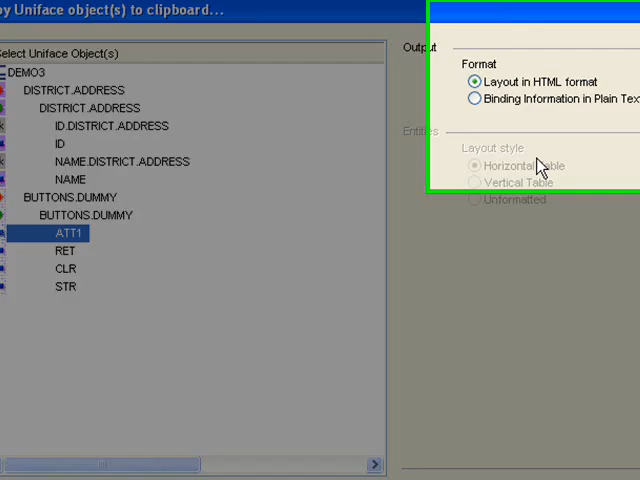 by Uniface object(s) to clipboard...
Select Uniface Object(s)
DEMO3
DISTRICT.ADDRESS
DISTRICT.ADDRESS
ID.DISTRICT.ADDRESS
ID
NAME.DISTRICT.ADDRESS
NAME
BUTTONS.DUMMY
BUTTONS.DUMMY
ATT1
RET
CLR
STR
Output
Format
Layout in HTML format
Binding Information in Plain Tex
Entities
Layout style
Horizontal Table
Vertical Table
Unformatted